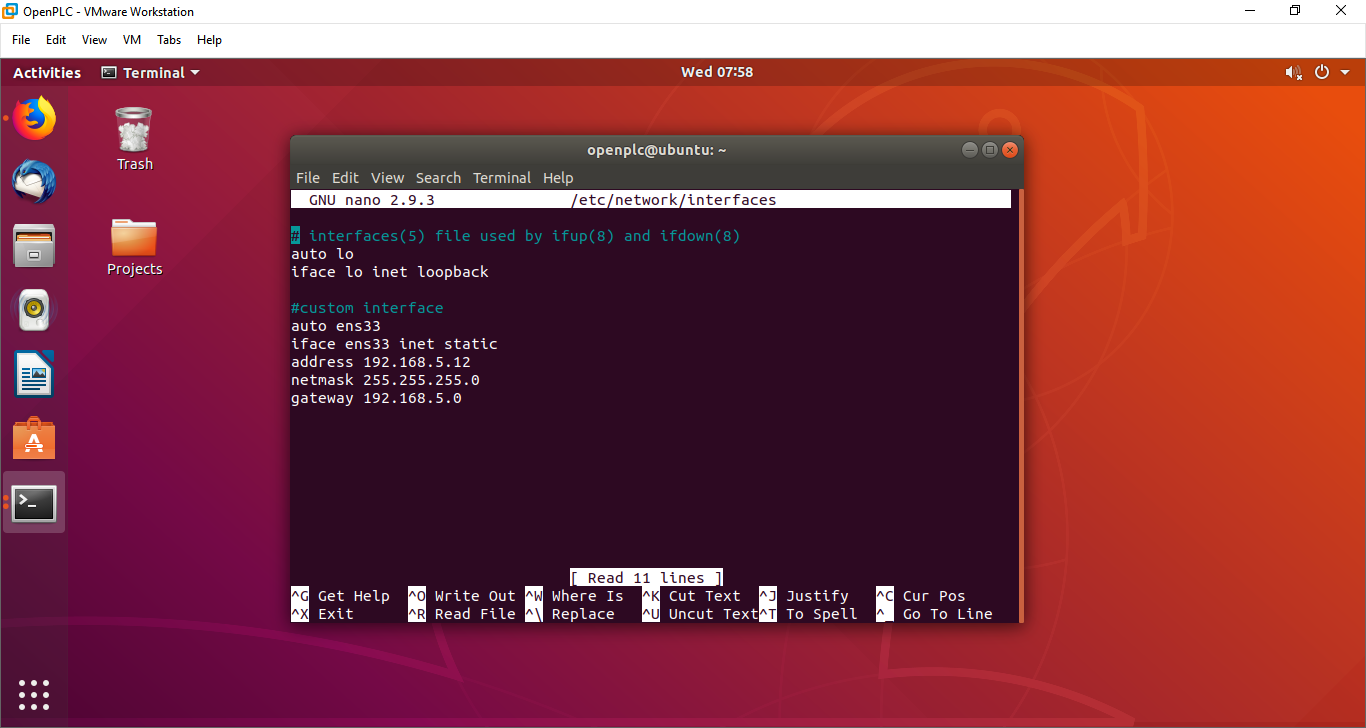 OpenPLC - VMware Workstation
File Edit View VM Tabs Help
Activities Terminal Wed 07:58
Trash
Projects
openplc@ubuntu: ~
File Edit View Search Terminal Help
GNU nano 2.9.3 /etc/network/interfaces
# interfaces(5) file used by ifup(8) and ifdown(8)
auto lo
iface lo inet loopback
#custom interface
auto ens33
iface ens33 inet static
address 192.168.5.12
netmask 255.255.255.0
gateway 192.168.5.0
[ Read 11 lines ]
^G Get Help ^O Write Out ^W Where Is ^K Cut Text ^J Justify ^C Cur Pos
^X Exit ^R Read File ^\ Replace ^U Uncut Text ^T To Spell ^_ Go To Line